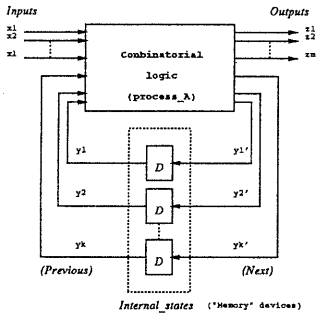 Inputs Outputs
x1 z1
x2 z2
xl zm
Conbinatorial
logic
(process_A)
y1 D y1'
y2 D y2'
yk D yk'
(Previous) (Next)
Internal_states ("Memory" devices)